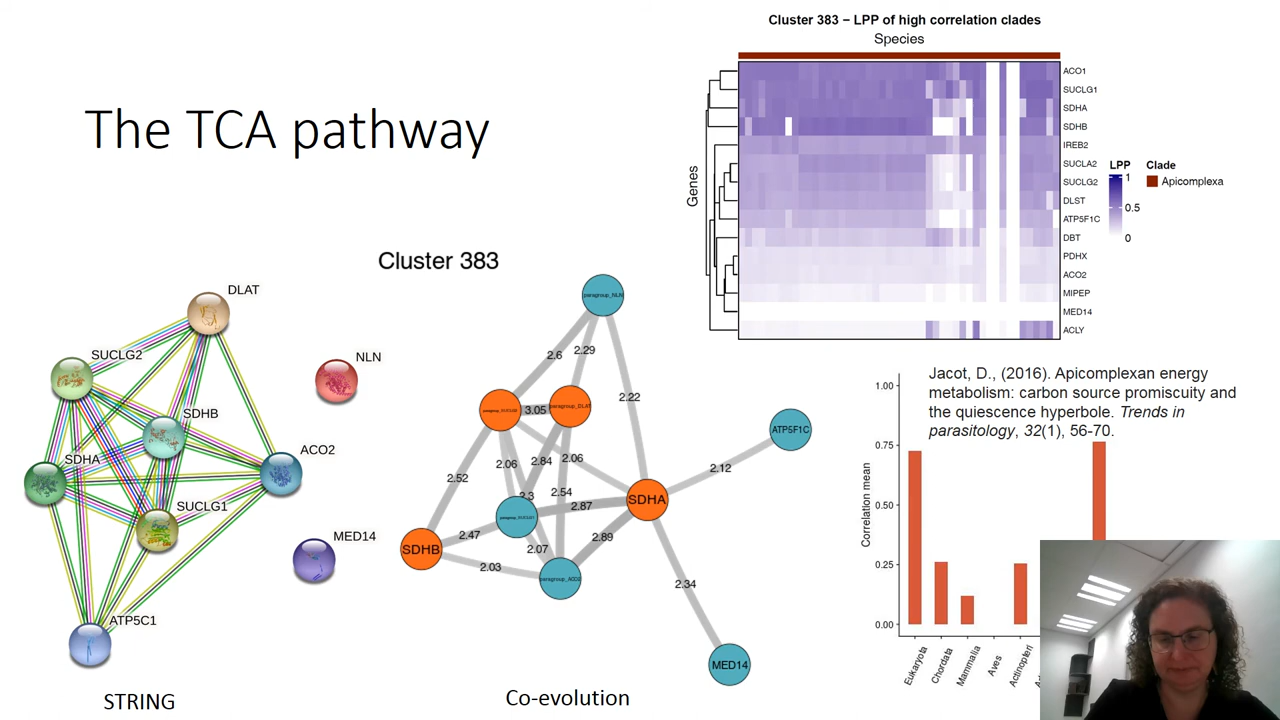 The TCA pathway
Cluster 383 − LPP of high correlation clades
Species
Genes
ACO1
SUCLG1
SDHA
SDHB
IREB2
SUCLA2
SUCLG2
DLST
ATP5F1C
DBT
PDHX
ACO2
MIPEP
MED14
ACLY
LPP
1
0.5
0
Clade
Apicomplexa
DLAT
SUCLG2
NLN
SDHB
ACO2
SDHA
SUCLG1
MED14
ATP5C1
STRING
Cluster 383
paragroup_NLN
2.6
2.29
2.22
3.05
paragroup_DLAT
ATP5F1C
2.52
2.06
2.84
2.06
2.12
2.3
2.54
2.87
SDHA
2.47
2.07
2.89
SDHB
2.03
paragroup_ACO2
2.34
MED14
Co-evolution
Jacot, D., (2016). Apicomplexan energy
metabolism: carbon source promiscuity and
the quiescence hyperbole. Trends in
parasitology, 32(1), 56-70.
Correlation mean
1.00
0.75
0.50
0.25
0.00
Eukaryota
Chordata
Mammalia
Aves
Actinopteri